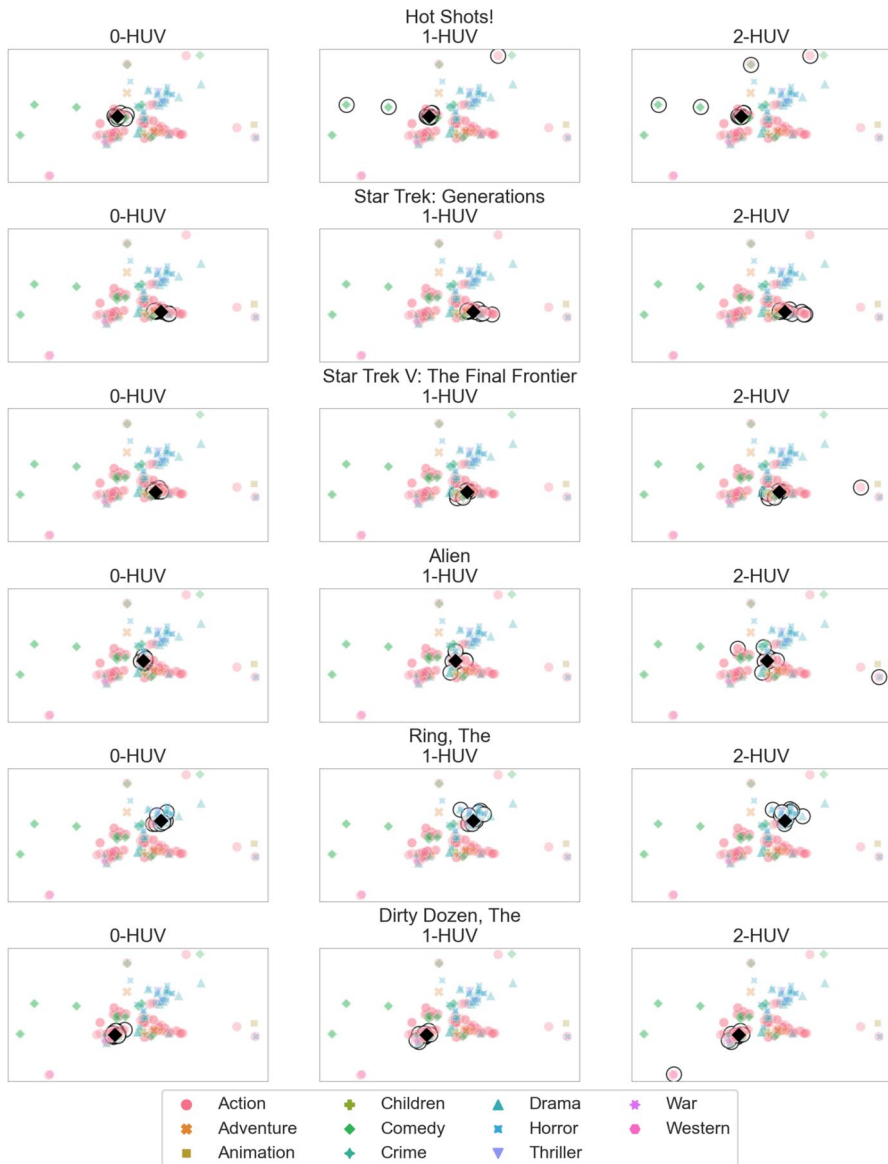 Hot Shots!
0-HUV 1-HUV 2-HUV
Star Trek: Generations
0-HUV 1-HUV 2-HUV
Star Trek V: The Final Frontier
0-HUV 1-HUV 2-HUV
Alien
0-HUV 1-HUV 2-HUV
Ring, The
0-HUV 1-HUV 2-HUV
Dirty Dozen, The
0-HUV 1-HUV 2-HUV
Action Children Drama War
Adventure Comedy Horror Western
Animation Crime Thriller